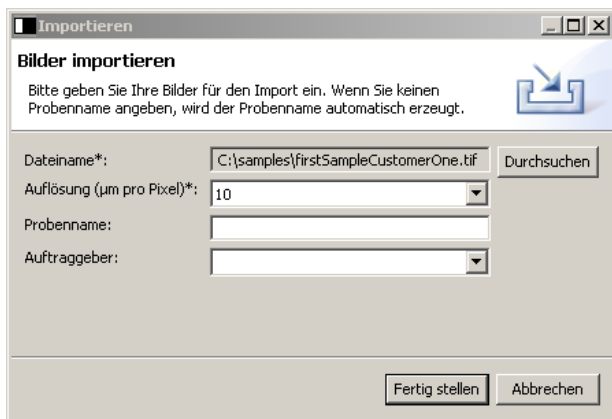 Importieren
Bilder importieren
Bitte geben Sie Ihre Bilder für den Import ein. Wenn Sie keinen
Probenname angeben, wird der Probenname automatisch erzeugt.
Dateiname*: C:\samples\firstSampleCustomerOne.tif Durchsuchen
Auflösung (µm pro Pixel)*: 10
Probenname:
Auftraggeber:
Fertig stellen Abbrechen